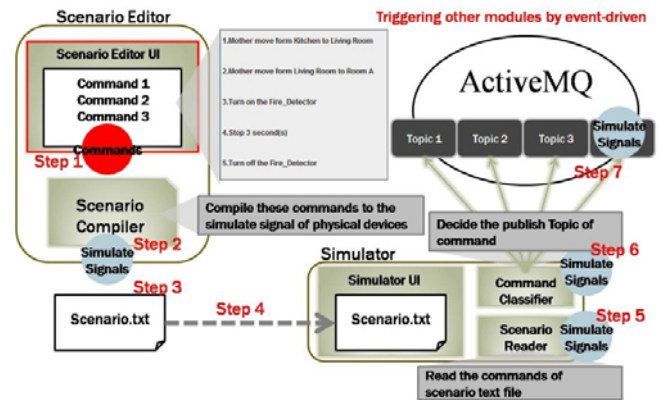 Scenario Editor
Scenario Editor UI
Command 1
Command 2
Command 3
Commands
Step 1
1.Mother move form Kitchen to Living Room
2.Mother move form Living Room to Room A
3.Turn on the Fire_Detector
4.Stop 3 second(s)
5.Turn off the Fire_Detector
Scenario
Compiler
Compile these commands to the
simulate signal of physical devices
Step 2
Simulate
Signals
Step 3
Scenario.txt
Step 4
Triggering other modules by event-driven
ActiveMQ
Topic 1
Topic 2
Topic 3
Simulate
Signals
Step 7
Decide the publish Topic of
command
Simulator
Simulator UI
Scenario.txt
Command
Classifier
Step 6
Simulate
Signals
Scenario
Reader
Step 5
Simulate
Signals
Read the commands of
scenario text file